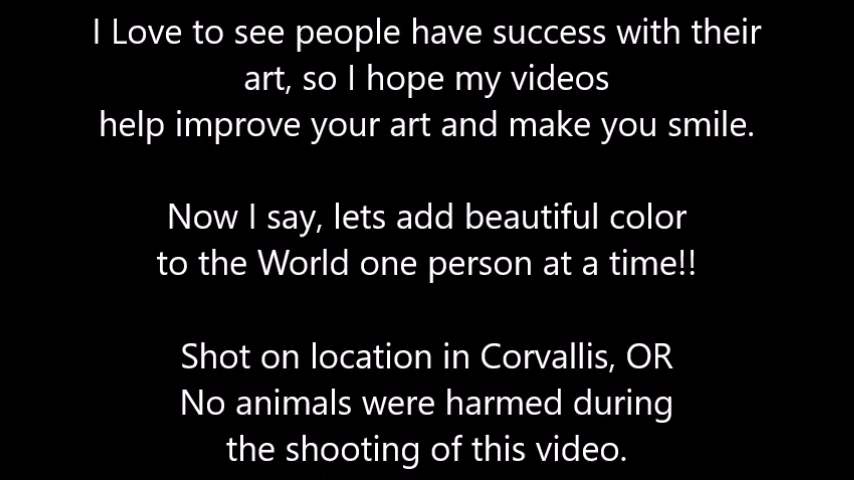 I Love to see people have success with their
art, so I hope my videos
help improve your art and make you smile.
Now I say, lets add beautiful color
to the World one person at a time!!
Shot on location in Corvallis, OR
No animals were harmed during
the shooting of this video.